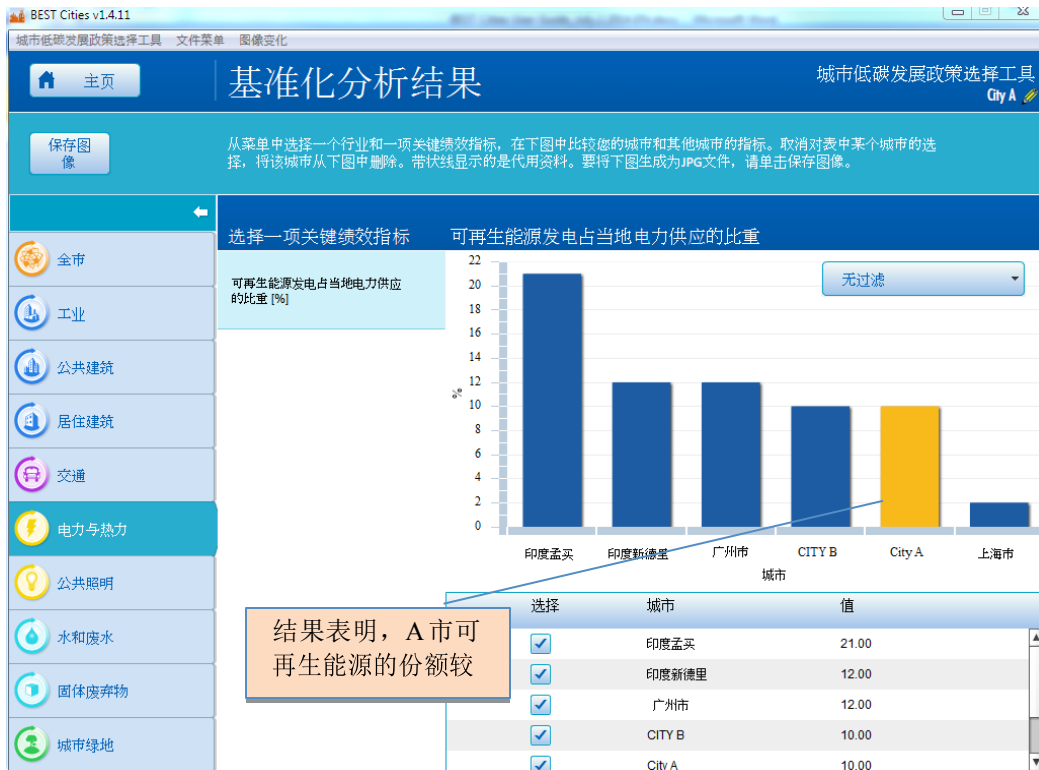 BEST Cities v1.4.11
城市低碳发展政策选择工具 文件菜单 图像变化
主页
基准化分析结果
城市低碳发展政策选择工具
City A
保存图
像
从菜单中选择一个行业和一项关键绩效指标，在下图中比较您的城市和其他城市的指标。取消对表中某个城市的选
择，将该城市从下图中删除。带状线显示的是代用资料。要将下图生成为JPG文件，请单击保存图像。
全市
工业
公共建筑
居住建筑
交通
电力与热力
公共照明
水和废水
固体废弃物
城市绿地
选择一项关键绩效指标
可再生能源发电占当地电力供应
的比重 [%]
可再生能源发电占当地电力供应的比重
无过滤
22
20
18
16
14
12
10
8
6
4
2
0
%
印度孟买 印度新德里 广州市 CITY B City A 上海市
城市
选择 城市 值
印度孟买 21.00
印度新德里 12.00
广州市 12.00
CITY B 10.00
City A 10.00
结果表明，A市可
再生能源的份额较